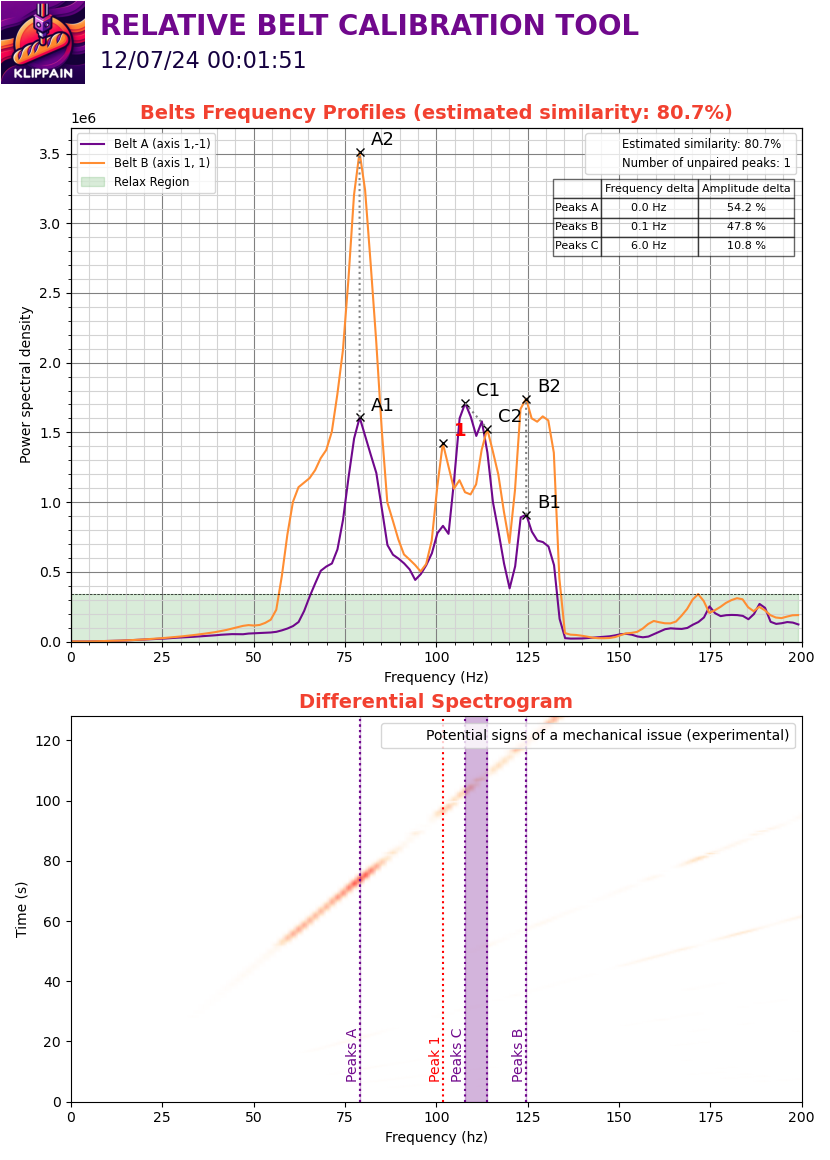 RELATIVE BELT CALIBRATION TOOL
12/07/24 00:01:51
KLIPPAIN
Belts Frequency Profiles (estimated similarity: 80.7%)
1e6
Belt A (axis 1,-1)
Belt B (axis 1, 1)
Relax Region
Estimated similarity: 80.7%
Number of unpaired peaks: 1
Frequency delta Amplitude delta
Peaks A 0.0 Hz 54.2 %
Peaks B 0.1 Hz 47.8 %
Peaks C 6.0 Hz 10.8 %
A2
A1
1
C1
C2
B2
B1
Power spectral density
3.5
3.0
2.5
2.0
1.5
1.0
0.5
0.0
0 25 50 75 100 125 150 175 200
Frequency (Hz)
Differential Spectrogram
Potential signs of a mechanical issue (experimental)
Time (s)
120
100
80
60
40
20
0
Peaks A
Peak 1
Peaks C
Peaks B
0 25 50 75 100 125 150 175 200
Frequency (hz)